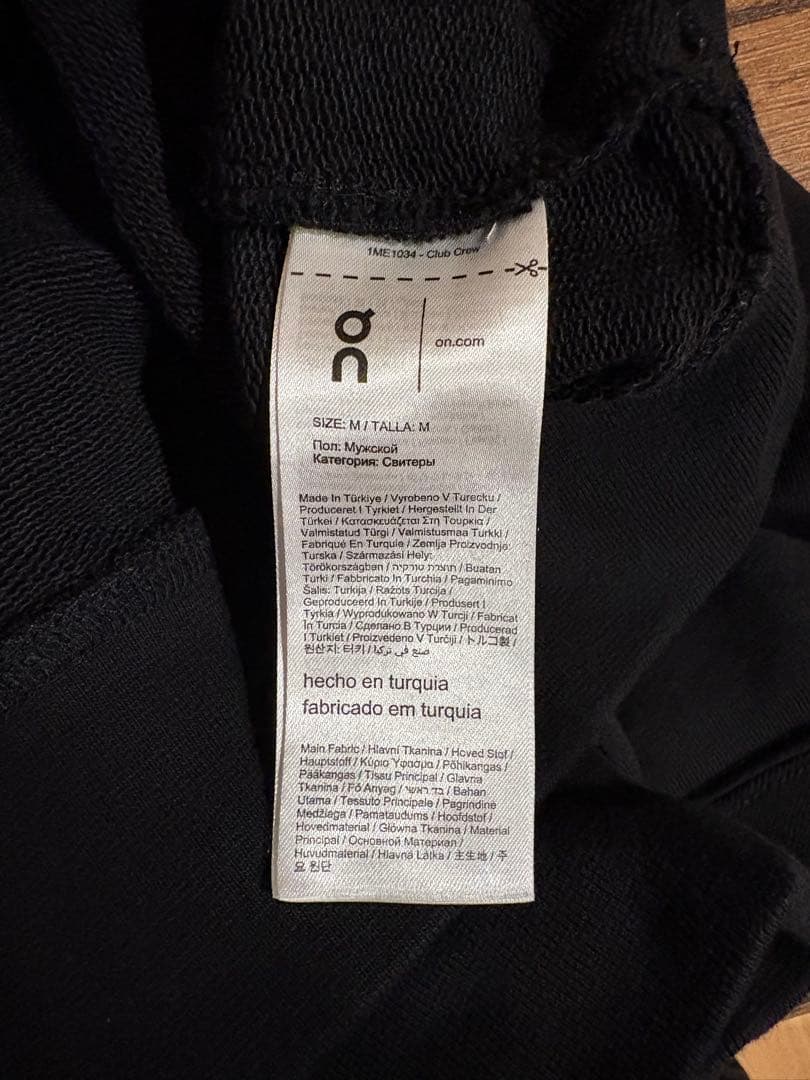 1ME1034 - Club Crew
on.com
SIZE: M / TALLA: M
Пол: Мужской
Категория: Свитеры
Made In Türkiye / Vyrobeno V Turecku /
Produceret I Tyrkiet / Hergestellt In Der
Türkei / Κατασκευάζεται Στη Τουρκια /
Valmistatud Türgi / Valmistusmaa Turkki /
Fabriqué En Turquie / Zemlja Proizvodnje:
Turska / Származási Hely:
Törökországban / תוצרת טורקיה / Buatan
Turki / Fabbricato In Turchia / Pagaminimo
Šalis: Turkija / Ražots Turcija /
Geproduceerd In Turkije / Produsert I
Tyrkia / Wyprodukowano W Turcji / Fabricat
In Turcia / Сделано В Турции / Producerad
I Turkiet / Proizvedeno V Turčiji / トルコ製 /
원산지: 터키 / صنع في تركيا
hecho en turquia
fabricado em turquia
Main Fabric / Hlavní Tkanina / Hoved Stof /
Hauptstoff / Κύριο Ύφασμα / Põhikangas /
Pääkangas / Tissu Principal / Glavna
Tkanina / Fő Anyag / בד ראשי / Bahan
Utama / Tessuto Principale / Pagrindinė
Medžiaga / Pamataudums / Hoofdstof /
Hovedmaterial / Główna Tkanina / Material
Principal / Основной Материал /
Huvudmaterial / Hlavná Látka / 主生地 / 주
요 원단